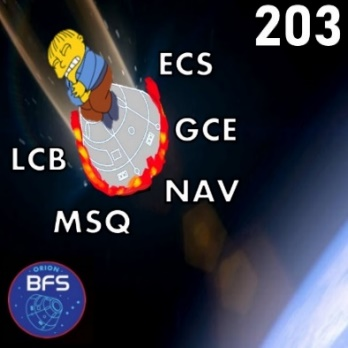 203
ECS
GCE
LCB
NAV
MSQ
ORION
BFS